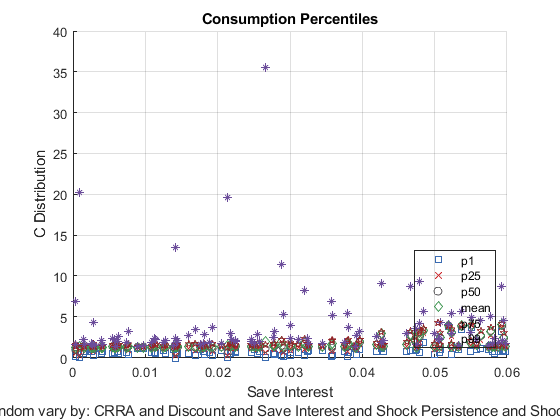 Consumption Percentiles
C Distribution
40
35
30
25
20
15
10
5
0
p1
p25
p50
mean
0
0.01
0.02
0.03
0.04
0.05
0.06
Save Interest
ndom vary by: CRRA and Discount and Save Interest and Shock Persistence and Sho